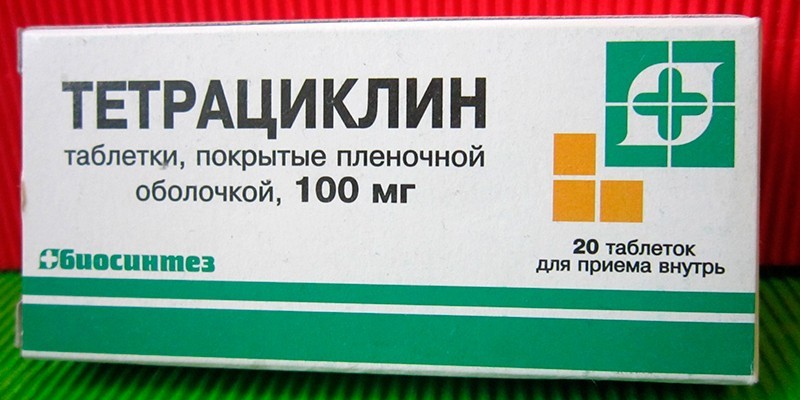 ТЕТРАЦИКЛИН
таблетки, покрытые пленочной
оболочкой, 100 мг
биосинтез
20 таблеток
для приема внутрь